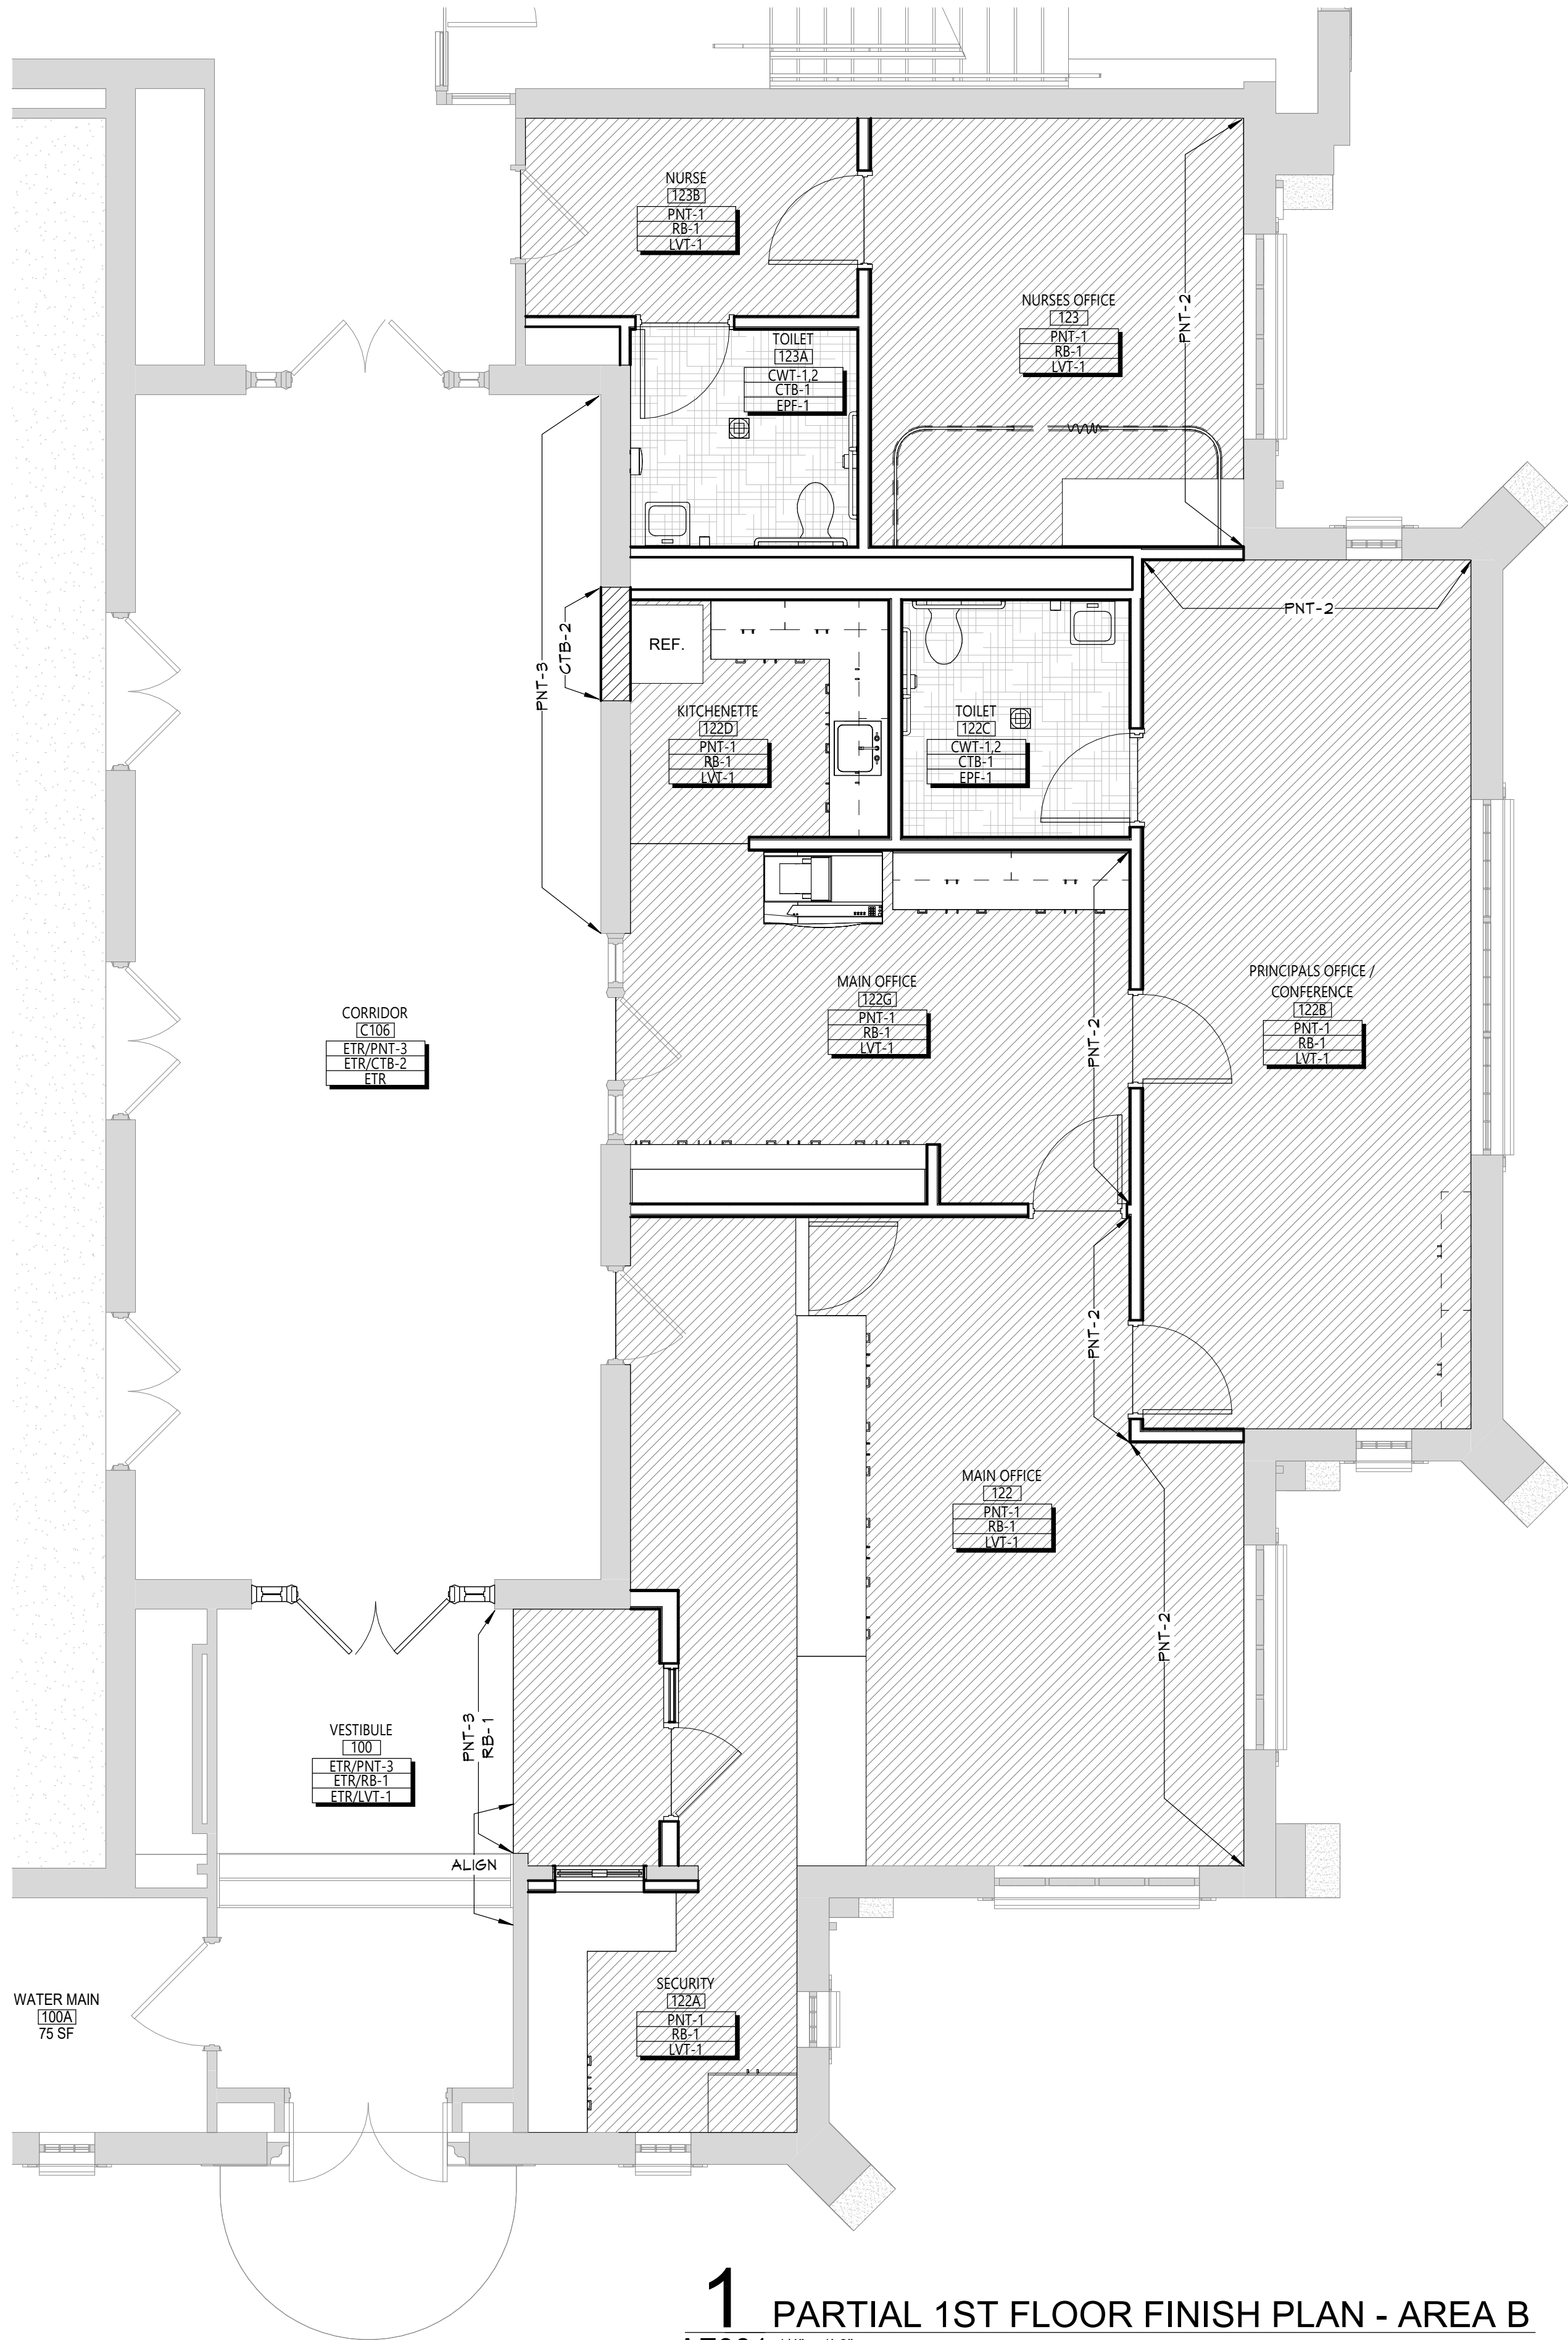 NURSE
123B
PNT-1
RB-1
LVT-1
NURSES OFFICE
123
PNT-1
RB-1
LVT-1
PNT-2
TOILET
123A
CWT-1,2
CTB-1
EPF-1
PNT-3
CTB-2
REF.
PNT-2
KITCHENETTE
122D
PNT-1
RB-1
LVT-1
TOILET
122C
CWT-1,2
CTB-1
EPF-1
MAIN OFFICE
122G
PNT-1
RB-1
LVT-1
PNT-2
PRINCIPALS OFFICE /
CONFERENCE
122B
PNT-1
RB-1
LVT-1
CORRIDOR
C106
ETR/PNT-3
ETR/CTB-2
ETR
PNT-2
MAIN OFFICE
122
PNT-1
RB-1
LVT-1
PNT-2
VESTIBULE
100
ETR/PNT-3
ETR/RB-1
ETR/LVT-1
PNT-3
RB-1
ALIGN
SECURITY
122A
PNT-1
RB-1
LVT-1
WATER MAIN
100A
75 SF
1 PARTIAL 1ST FLOOR FINISH PLAN - AREA B